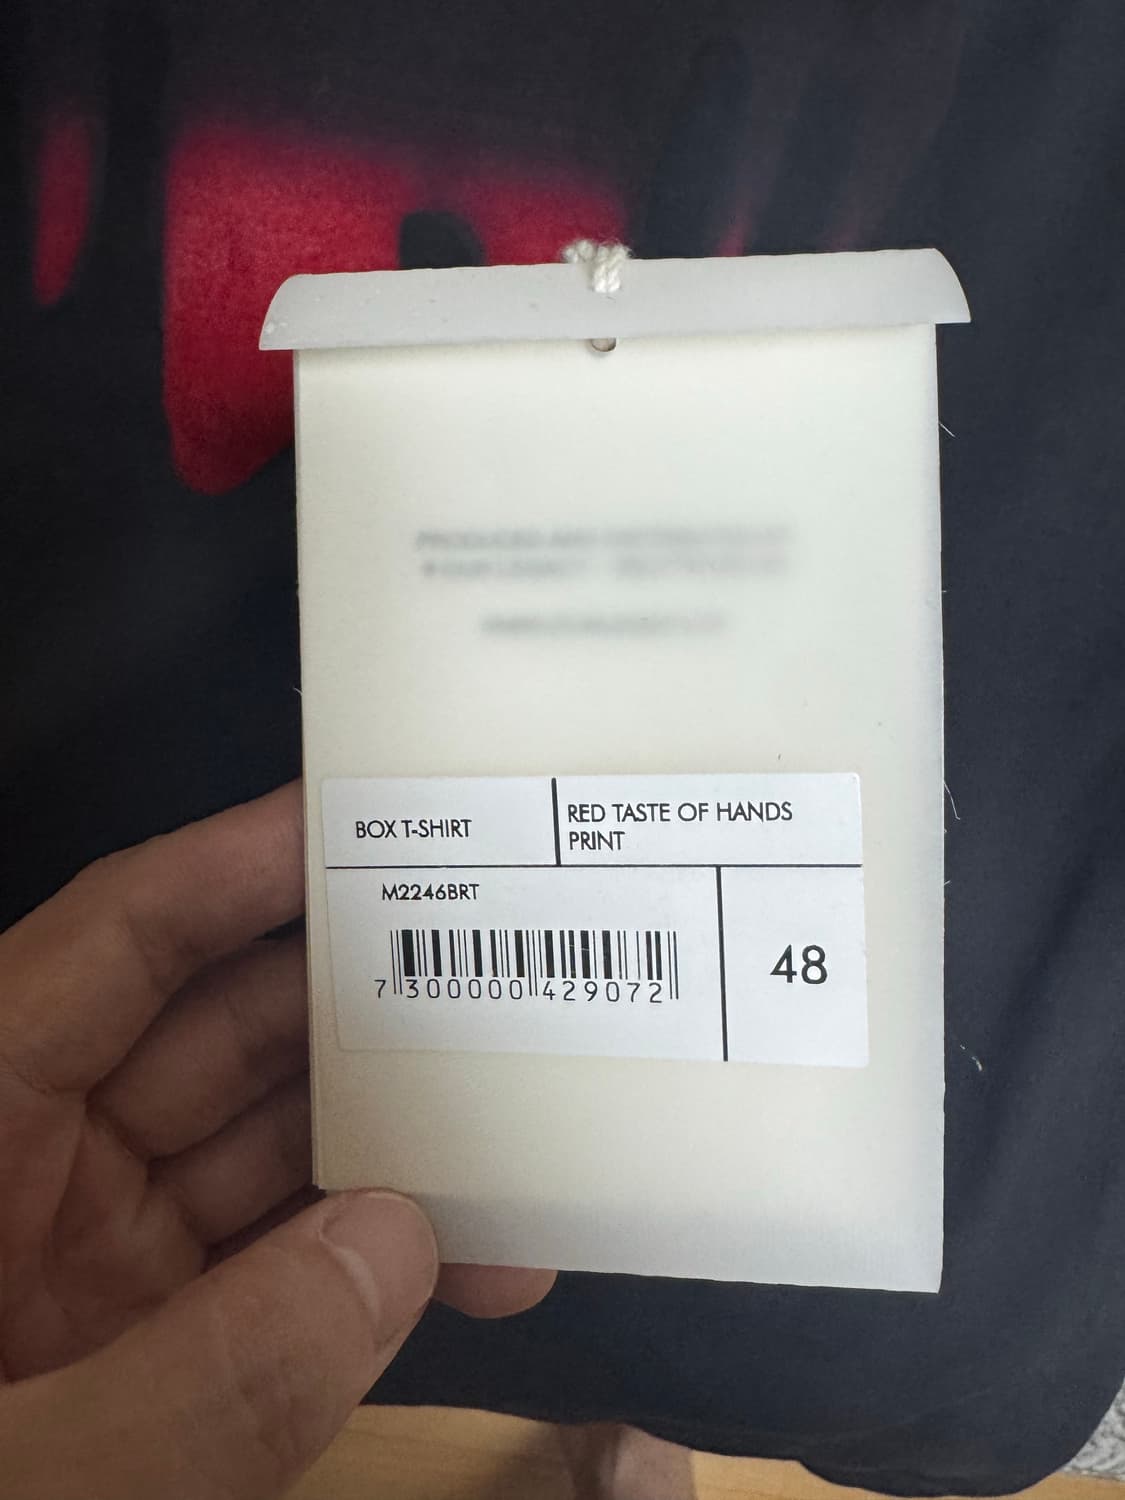 BOX T-SHIRT
RED TASTE OF HANDS
PRINT
M2246BRT
7 300000 429072
48